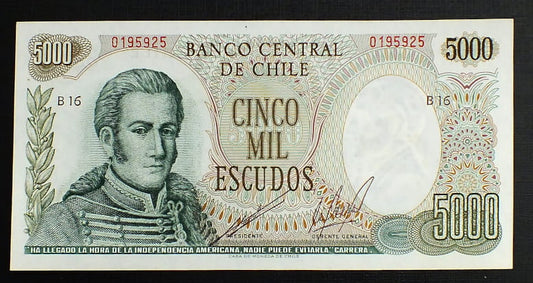 5000 0195925 BANCO CENTRAL DE CHILE 0195925 5000
B 16 B 16
CINCO
MIL
ESCUDOS
PRESIDENTE GERENTE GENERAL
5000
"HA LLEGADO LA HORA DE LA INDEPENDENCIA AMERICANA, NADIE PUEDE EVITARLA" CARRERA.
CASA DE MONEDA DE CHILE